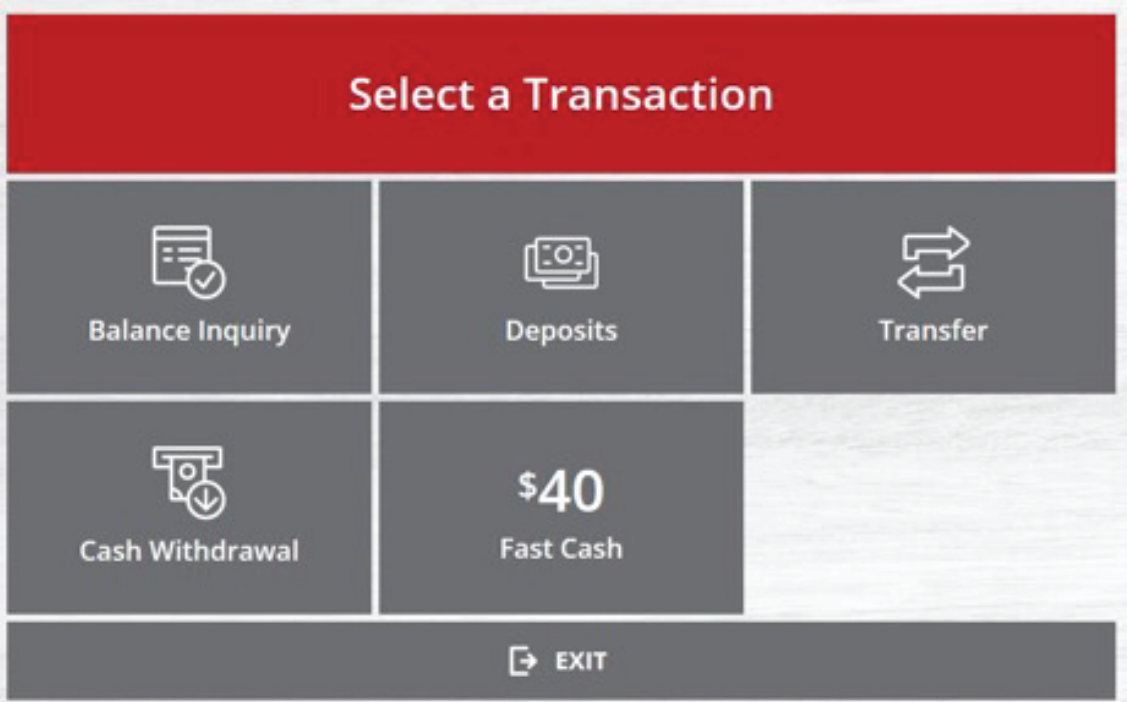 Select a Transaction
Balance Inquiry
Deposits
Transfer
Cash Withdrawal
$40
Fast Cash
EXIT